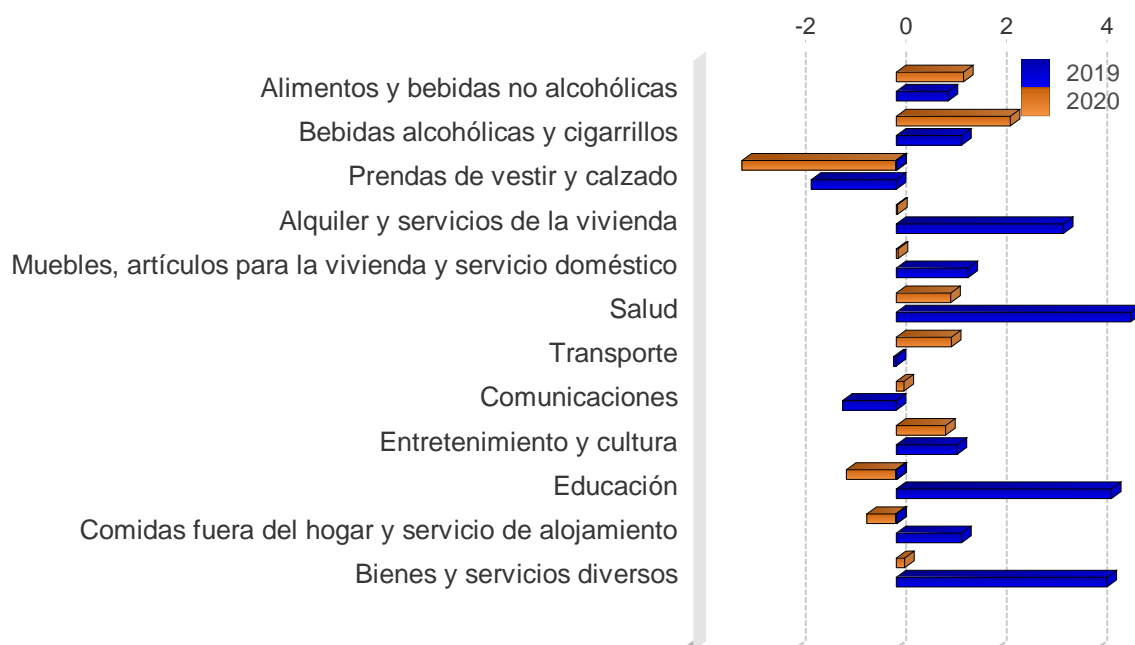 -2 0 2 4
2019
2020
Alimentos y bebidas no alcohólicas
Bebidas alcohólicas y cigarrillos
Prendas de vestir y calzado
Alquiler y servicios de la vivienda
Muebles, artículos para la vivienda y servicio doméstico
Salud
Transporte
Comunicaciones
Entretenimiento y cultura
Educación
Comidas fuera del hogar y servicio de alojamiento
Bienes y servicios diversos